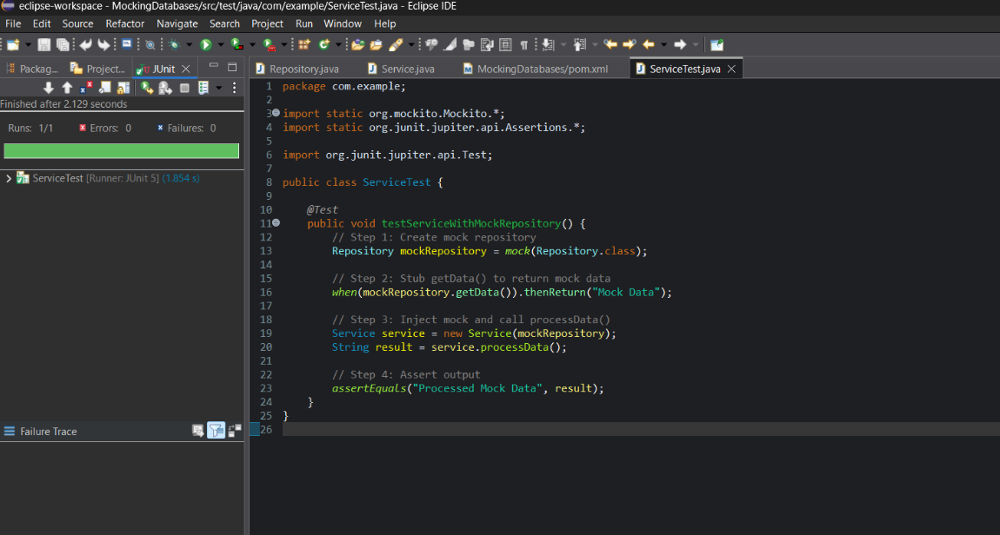 eclipse-workspace - MockingDatabases/src/test/java/com/example/ServiceTest.java - Eclipse IDE
File Edit Source Refactor Navigate Search Project Run Window Help
Packag... Project... JUnit
Repository.java Service.java MockingDatabases/pom.xml ServiceTest.java
Finished after 2.129 seconds
Runs: 1/1 Errors: 0 Failures: 0
ServiceTest [Runner: JUnit 5] (1.854 s)
Failure Trace
1 package com.example;
2
3 import static org.mockito.Mockito.*;
4 import static org.junit.jupiter.api.Assertions.*;
5
6 import org.junit.jupiter.api.Test;
7
8 public class ServiceTest {
9
10 @Test
11 public void testServiceWithMockRepository() {
12 // Step 1: Create mock repository
13 Repository mockRepository = mock(Repository.class);
14
15 // Step 2: Stub getData() to return mock data
16 when(mockRepository.getData()).thenReturn("Mock Data");
17
18 // Step 3: Inject mock and call processData()
19 Service service = new Service(mockRepository);
20 String result = service.processData();
21
22 // Step 4: Assert output
23 assertEquals("Processed Mock Data", result);
24 }
25 }
26